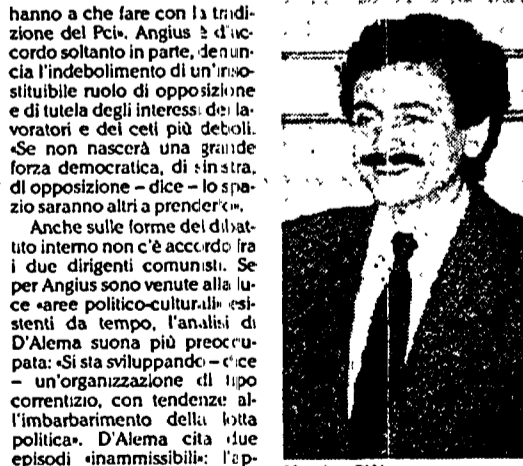 hanno a che fare con la tradi-
zione del Pci». Angius è d'ac-
cordo soltanto in parte, denun-
cia l'indebolimento di un'inso-
stituibile ruolo di opposizione
e di tutela degli interessi dei la-
voratori e dei ceti più deboli.
«Se non nascerà una grande
forza democratica, di sinistra,
di opposizione – dice – lo spa-
zio saranno altri a prenderlo».
Anche sulle forme del dibat-
tito interno non c'è accordo fra
i due dirigenti comunisti. Se
per Angius sono venute alla lu-
ce «aree politico-culturali» esi-
stenti da tempo, l'analisi di
D'Alema suona più preoccu-
pata: «Si sta sviluppando – dice
– un'organizzazione di tipo
correntizio, con tendenze al-
l'imbarbarimento della lotta
politica». D'Alema cita due
episodi «inammissibili»: l'ap-